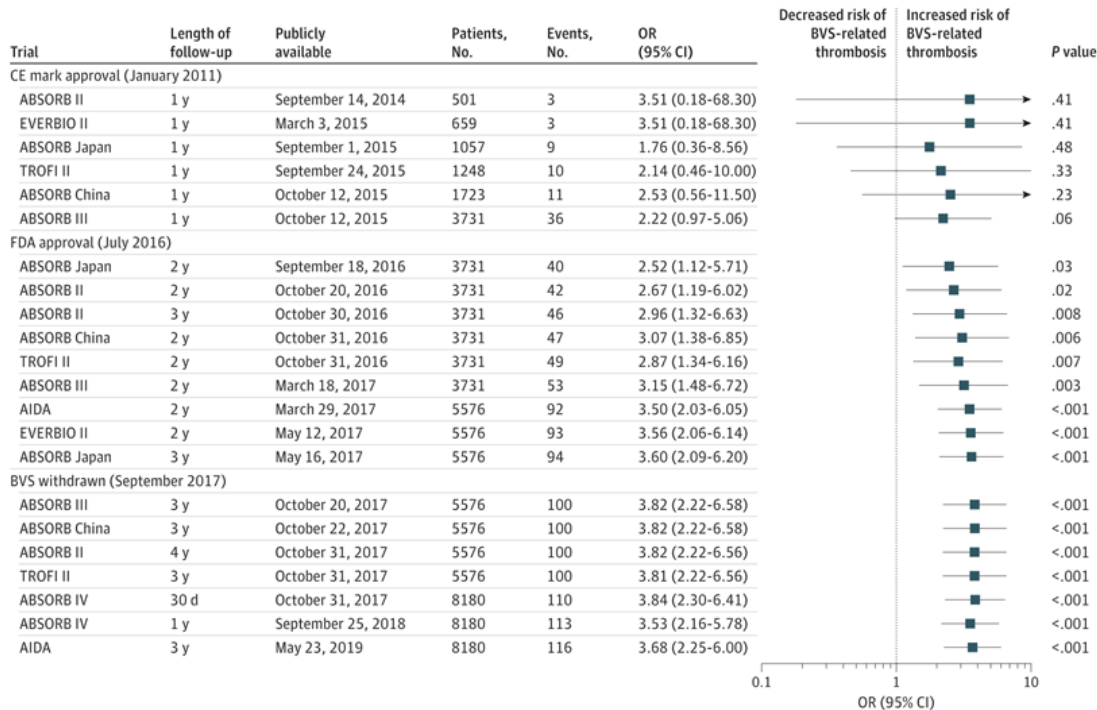 Trial Length of follow-up Publicly available Patients, No. Events, No. OR (95% CI) Decreased risk of BVS-related thrombosis Increased risk of BVS-related thrombosis P value
CE mark approval (January 2011)
ABSORB II 1 y September 14, 2014 501 3 3.51 (0.18-68.30) .41
EVERBIO II 1 y March 3, 2015 659 3 3.51 (0.18-68.30) .41
ABSORB Japan 1 y September 1, 2015 1057 9 1.76 (0.36-8.56) .48
TROFI II 1 y September 24, 2015 1248 10 2.14 (0.46-10.00) .33
ABSORB China 1 y October 12, 2015 1723 11 2.53 (0.56-11.50) .23
ABSORB III 1 y October 12, 2015 3731 36 2.22 (0.97-5.06) .06
FDA approval (July 2016)
ABSORB Japan 2 y September 18, 2016 3731 40 2.52 (1.12-5.71) .03
ABSORB II 2 y October 20, 2016 3731 42 2.67 (1.19-6.02) .02
ABSORB II 3 y October 30, 2016 3731 46 2.96 (1.32-6.63) .008
ABSORB China 2 y October 31, 2016 3731 47 3.07 (1.38-6.85) .006
TROFI II 2 y October 31, 2016 3731 49 2.87 (1.34-6.16) .007
ABSORB III 2 y March 18, 2017 3731 53 3.15 (1.48-6.72) .003
AIDA 2 y March 29, 2017 5576 92 3.50 (2.03-6.05) <.001
EVERBIO II 2 y May 12, 2017 5576 93 3.56 (2.06-6.14) <.001
ABSORB Japan 3 y May 16, 2017 5576 94 3.60 (2.09-6.20) <.001
BVS withdrawn (September 2017)
ABSORB III 3 y October 20, 2017 5576 100 3.82 (2.22-6.58) <.001
ABSORB China 3 y October 22, 2017 5576 100 3.82 (2.22-6.58) <.001
ABSORB II 4 y October 31, 2017 5576 100 3.82 (2.22-6.56) <.001
TROFI II 3 y October 31, 2017 5576 100 3.81 (2.22-6.56) <.001
ABSORB IV 30 d October 31, 2017 8180 110 3.84 (2.30-6.41) <.001
ABSORB IV 1 y September 25, 2018 8180 113 3.53 (2.16-5.78) <.001
AIDA 3 y May 23, 2019 8180 116 3.68 (2.25-6.00) <.001
0.1 1 10
OR (95% CI)